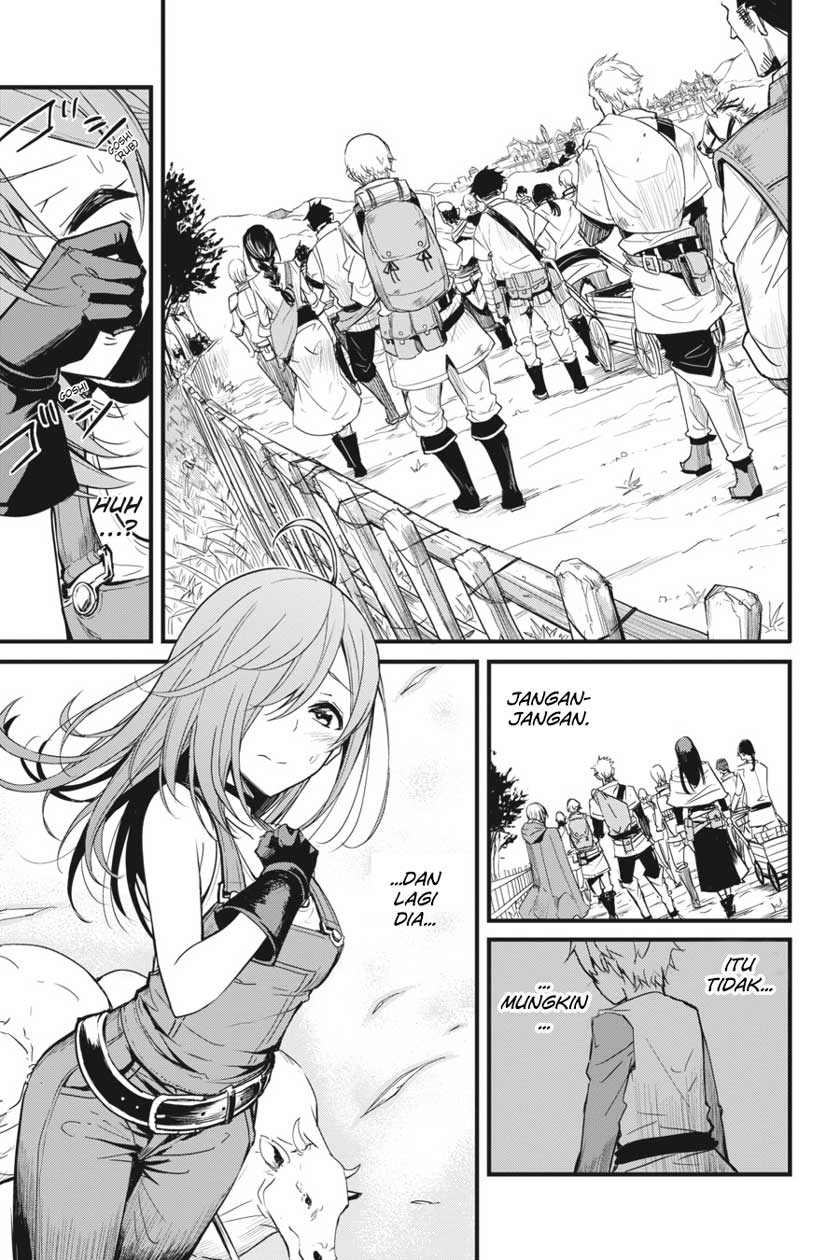 GOSHI
(RUB)
GOSHI
HUH
...?
JANGAN-
JANGAN.
ITU
TIDAK...
...
MUNGKIN
...
...DAN
LAGI
DIA...